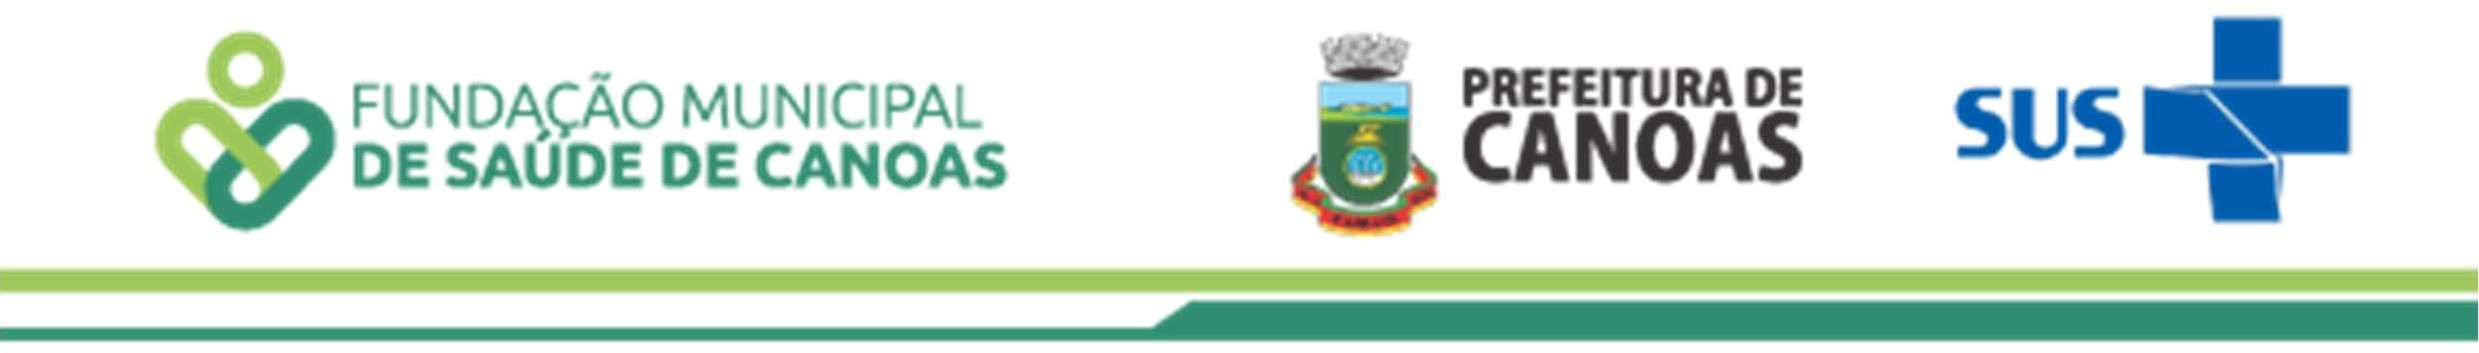 FUNDAÇÃO MUNICIPAL
DE SAÚDE DE CANOAS
PREFEITURA DE
CANOAS
SUS